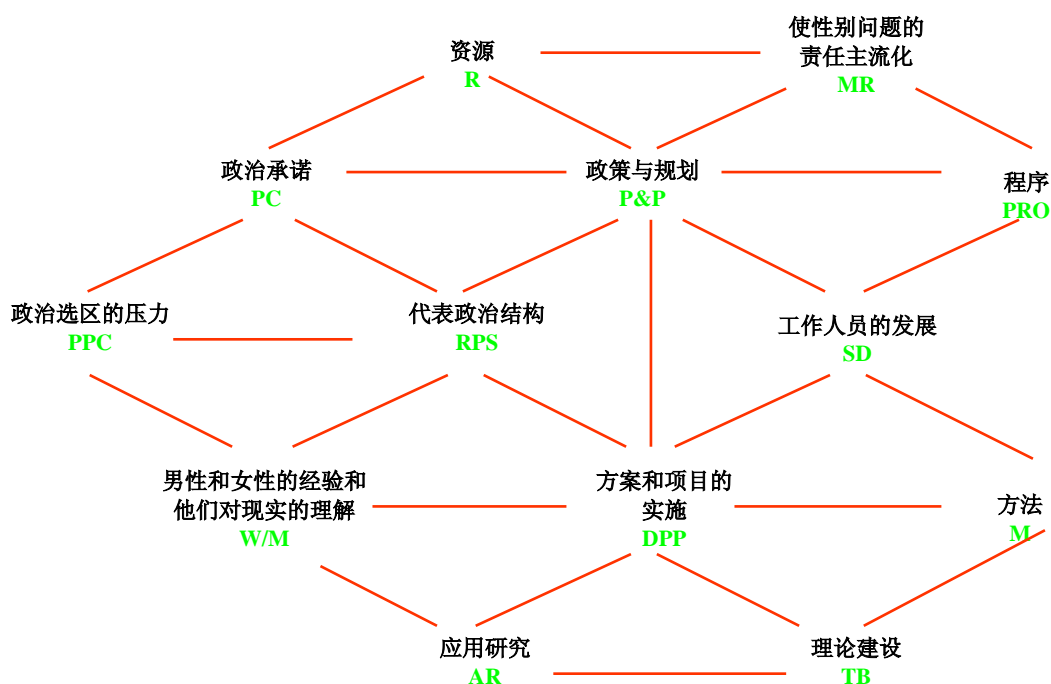 资源
R
使性别问题的
责任主流化
MR
政治承诺
PC
政策与规划
P&P
程序
PRO
政治选区的压力
PPC
代表政治结构
RPS
工作人员的发展
SD
男性和女性的经验和
他们对现实的理解
W/M
方案和项目的
实施
DPP
方法
M
应用研究
AR
理论建设
TB